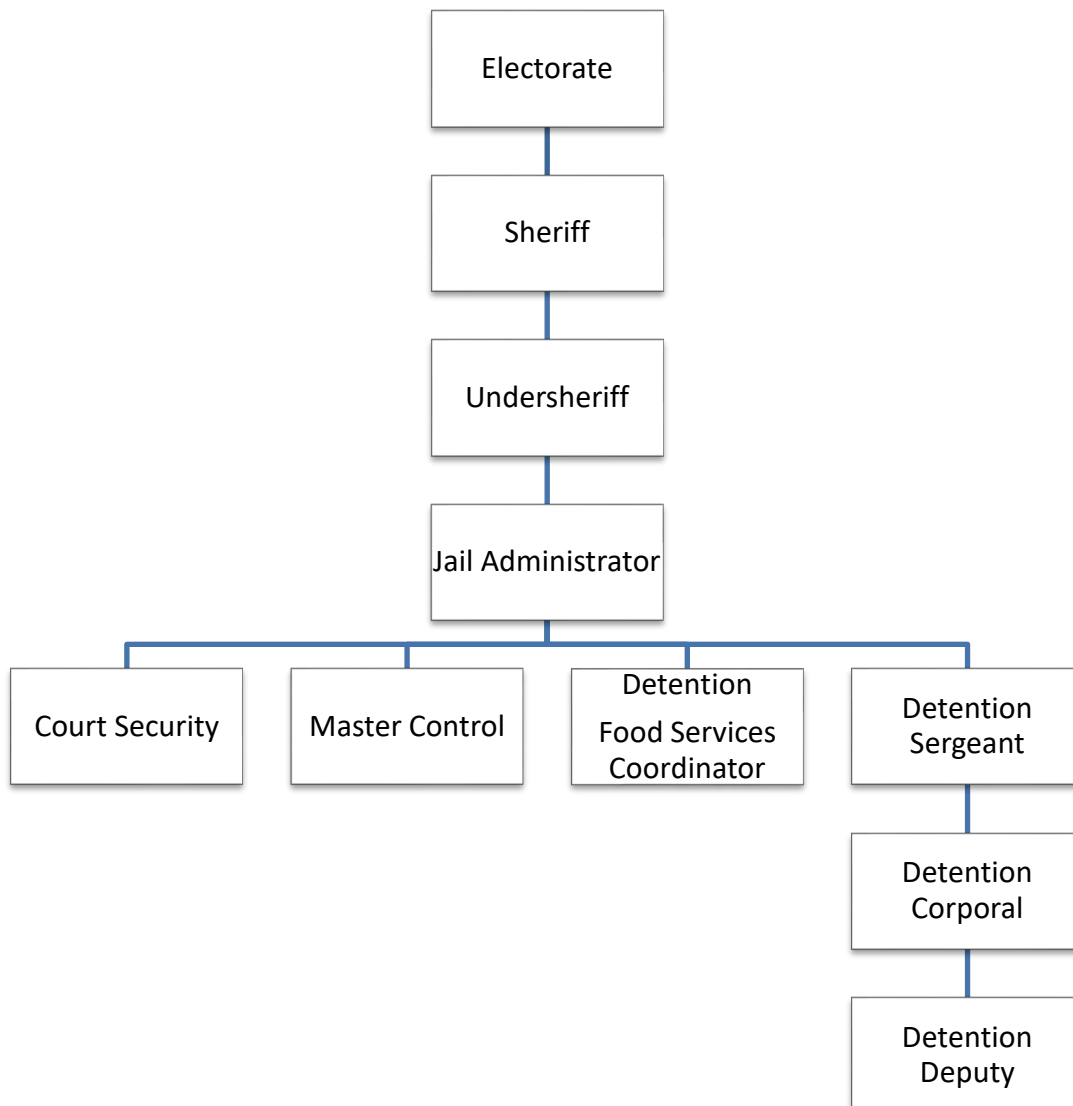 Electorate
Sheriff
Undersheriff
Jail Administrator
Court Security
Master Control
Detention
Food Services
Coordinator
Detention
Sergeant
Detention
Corporal
Detention
Deputy